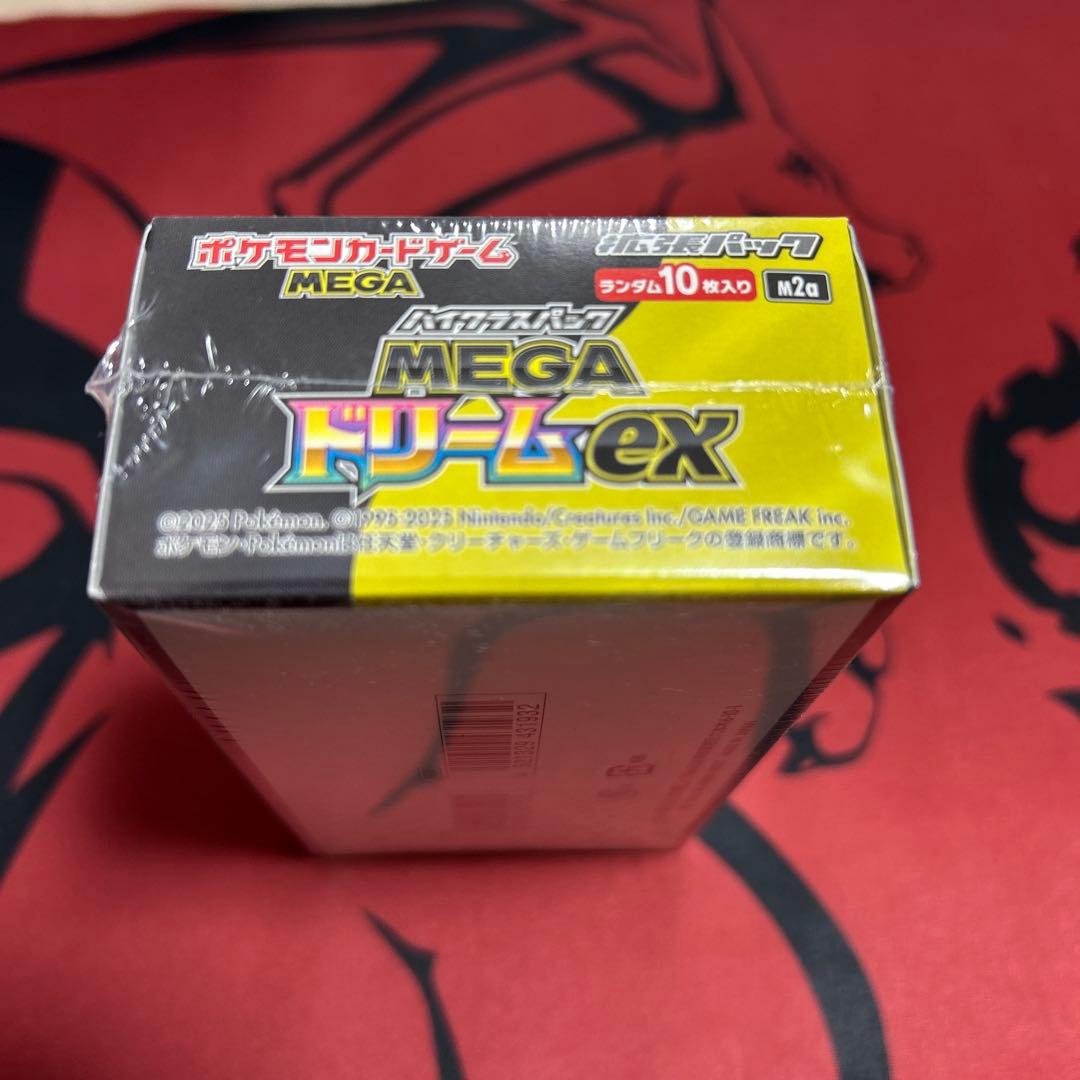 ポケモンカードゲーム
MEGA
拡張パック
ランダム10枚入り
M2a
ハイクラスパック
MEGA
ドリームex
©2025 Pokémon. ©1995-2025 Nintendo/Creatures Inc./GAME FREAK inc.
ポケモン・Pokémonは任天堂・クリーチャーズ・ゲームフリークの登録商標です。
4 521329 431932